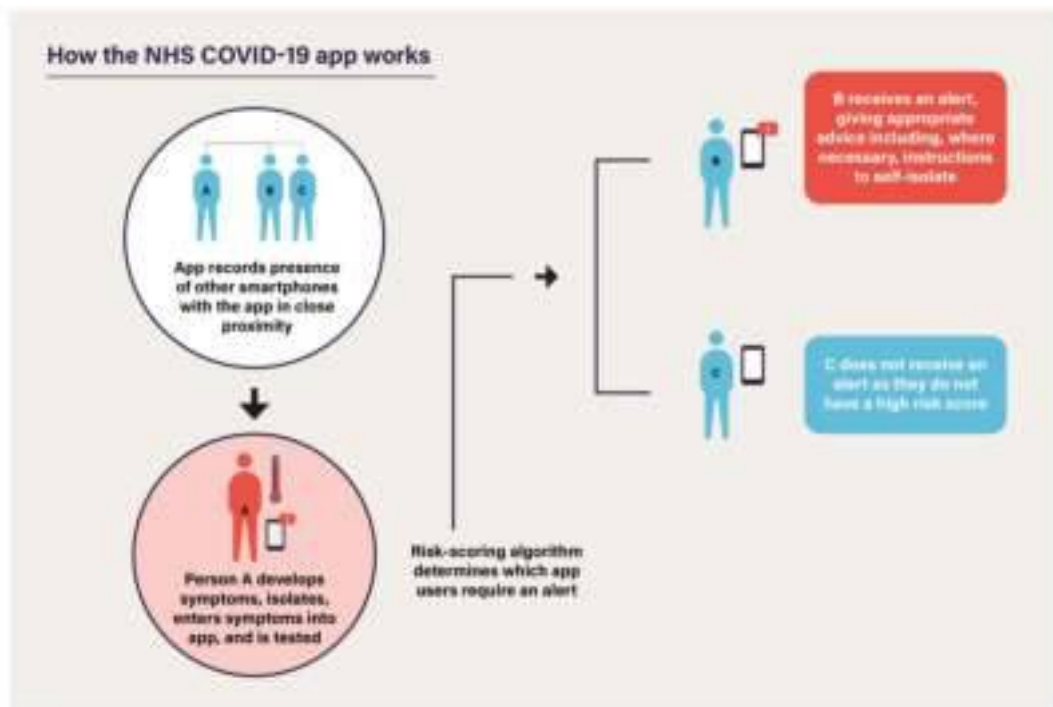 How the NHS COVID-19 app works
A
B
C
App records presence
of other smartphones
with the app in close
proximity
A
Person A develops
symptoms, isolates,
enters symptoms into
app, and is tested
Risk-scoring algorithm
determines which app
users require an alert
B
B receives an alert,
giving appropriate
advice including, where
necessary, instructions
to self-isolate
C
C does not receive an
alert as they do not
have a high risk score